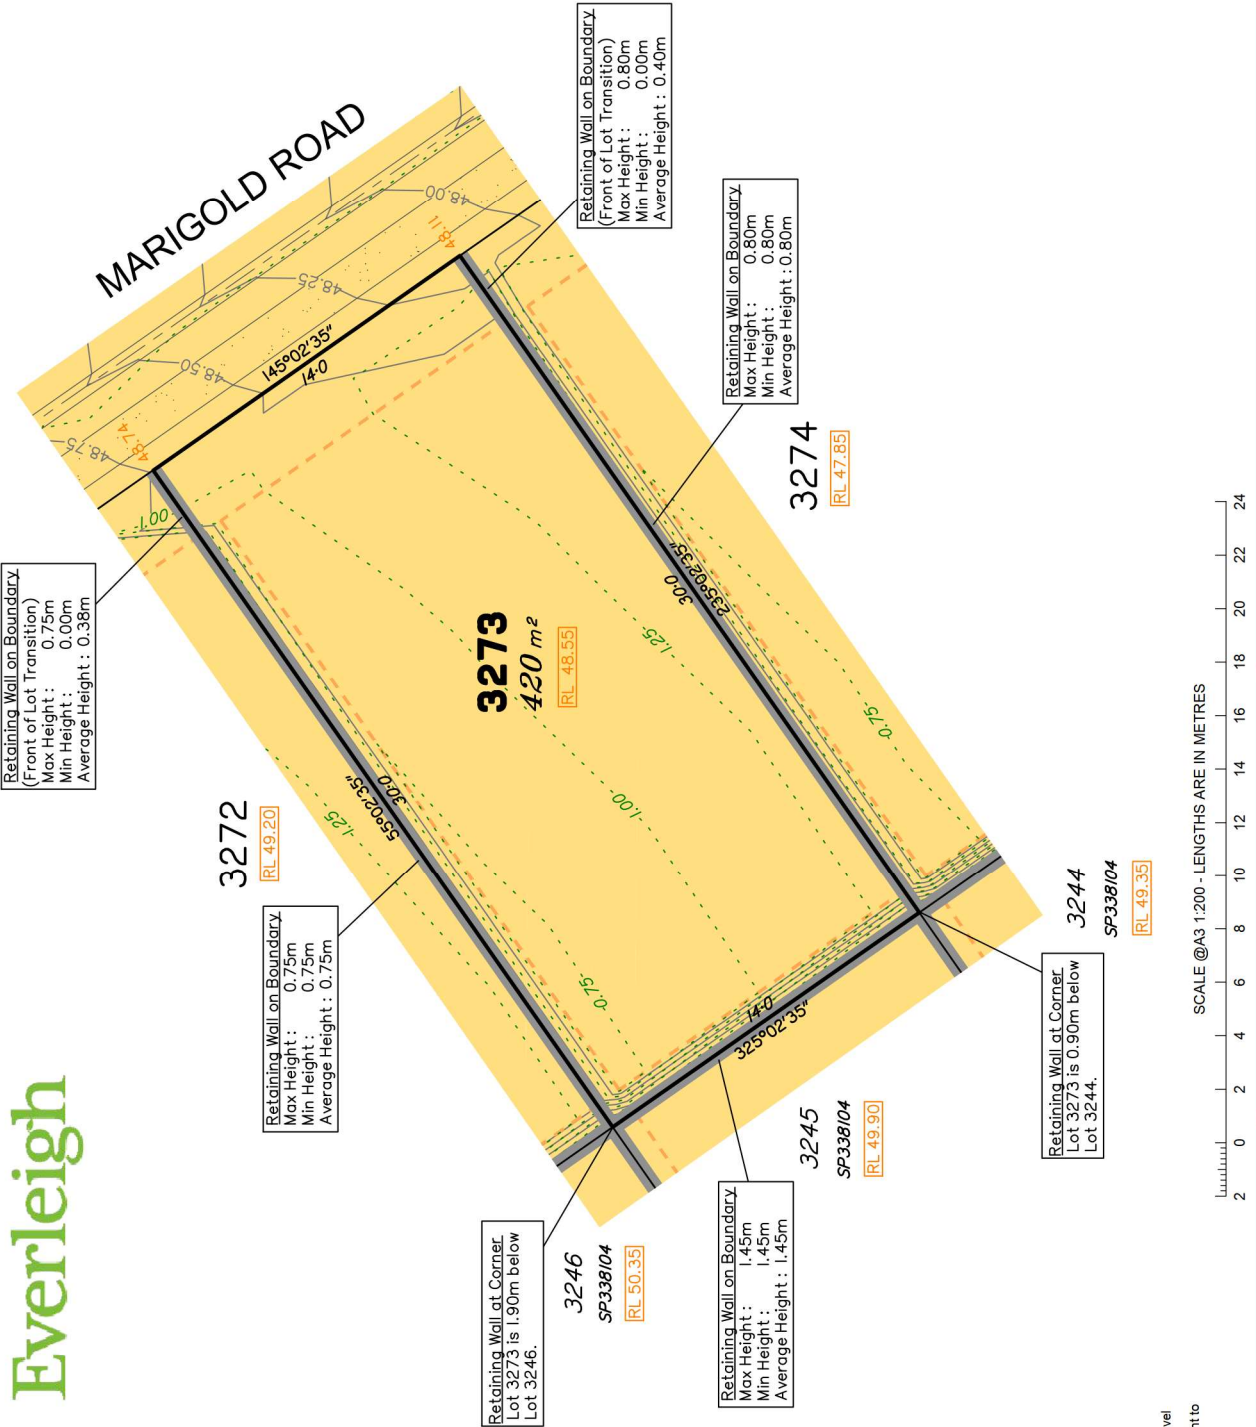 Everleigh
MARIGOLD ROAD
Retaining Wall on Boundary
(Front of Lot Transition)
Max Height : 0.75m
Min Height : 0.00m
Average Height : 0.38m
Retaining Wall on Boundary
(Front of Lot Transition)
Max Height : 0.80m
Min Height : 0.00m
Average Height : 0.40m
48.75
48.74
48.50
48.25
48.11
48.00
145°02'35"
14·0
-1.00-
3272
RL 49.20
Retaining Wall on Boundary
Max Height : 0.75m
Min Height : 0.75m
Average Height : 0.75m
55°02'35"
30·0
-1.25-
3273
420 m²
RL 48.55
-1.00-
-1.25-
-0.75-
30·0
235°02'35"
Retaining Wall on Boundary
Max Height : 0.80m
Min Height : 0.80m
Average Height : 0.80m
3274
RL 47.85
-0.75-
14·0
325°02'35"
Retaining Wall at Corner
Lot 3273 is 1.90m below
Lot 3246.
3246
SP338104
RL 50.35
Retaining Wall on Boundary
Max Height : 1.45m
Min Height : 1.45m
Average Height : 1.45m
3245
SP338104
RL 49.90
Retaining Wall at Corner
Lot 3273 is 0.90m below
Lot 3244.
3244
SP338104
RL 49.35
SCALE @A3 1:200 - LENGTHS ARE IN METRES
2 0 2 4 6 8 10 12 14 16 18 20 22 24
vel
nt to